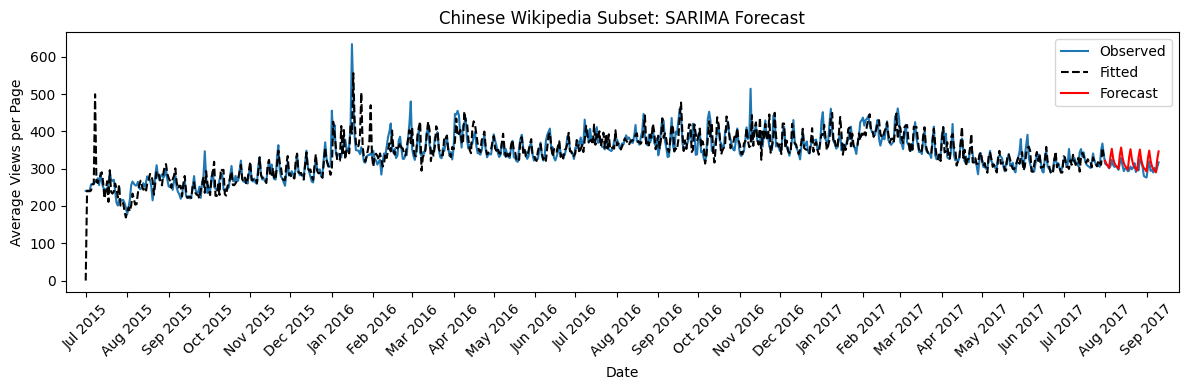 Chinese Wikipedia Subset: SARIMA Forecast
Observed
Fitted
Forecast
Average Views per Page
600
500
400
300
200
100
0
Jul 2015
Aug 2015
Sep 2015
Oct 2015
Nov 2015
Dec 2015
Jan 2016
Feb 2016
Mar 2016
Apr 2016
May 2016
Jun 2016
Jul 2016
Aug 2016
Sep 2016
Oct 2016
Nov 2016
Dec 2016
Jan 2017
Feb 2017
Mar 2017
Apr 2017
May 2017
Jun 2017
Jul 2017
Aug 2017
Sep 2017
Date